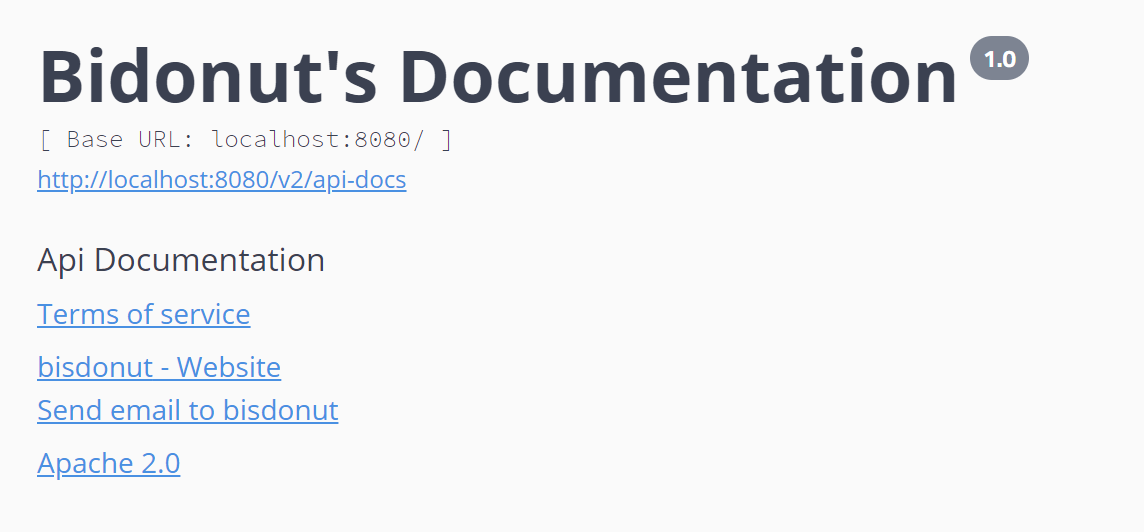 Bidonut's Documentation 1.0
[ Base URL: localhost:8080/ ]
http://localhost:8080/v2/api-docs
Api Documentation
Terms of service
bisdonut - Website
Send email to bisdonut
Apache 2.0